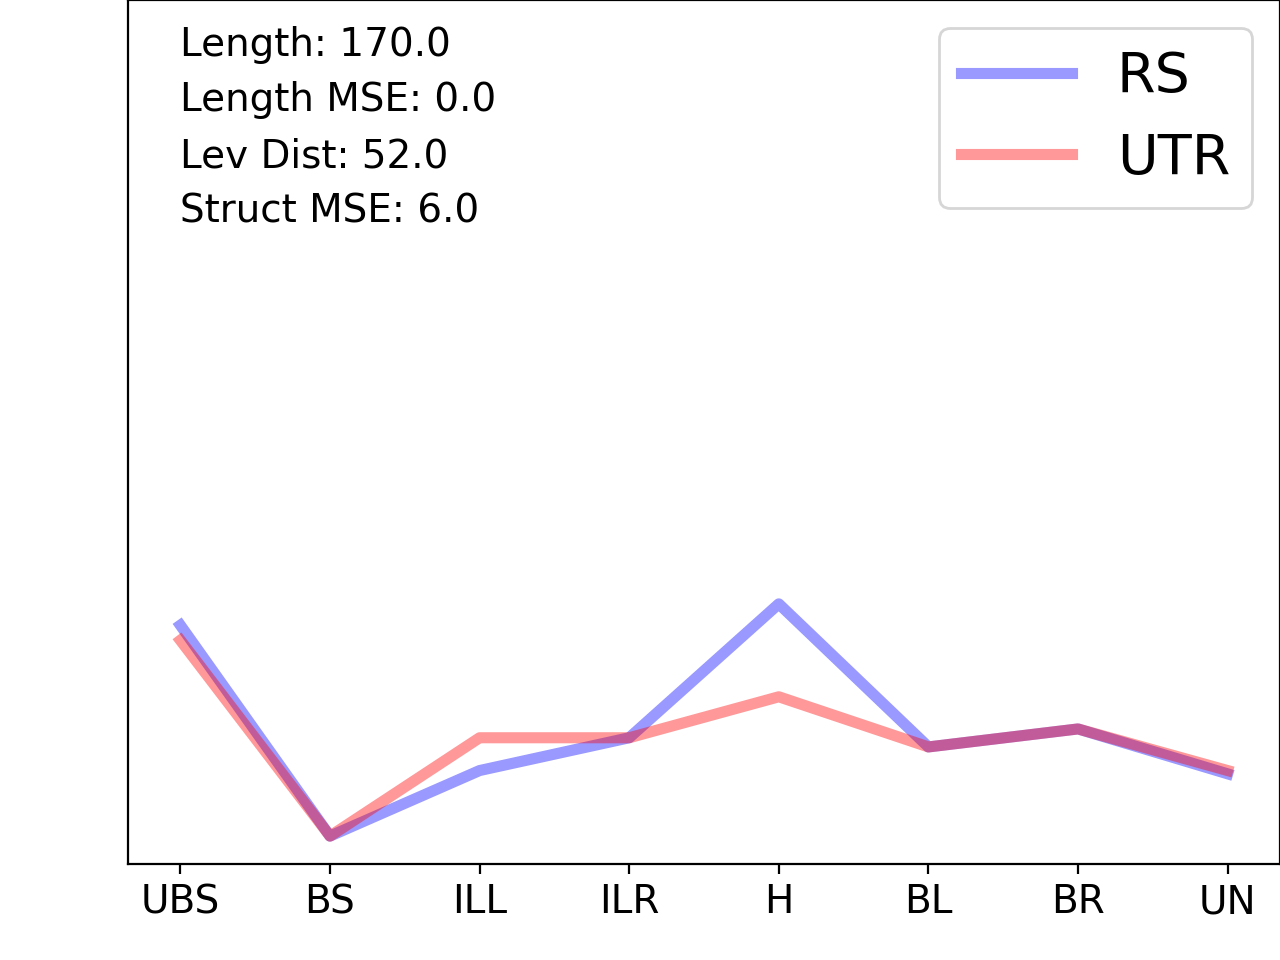 Length: 170.0
Length MSE: 0.0
Lev Dist: 52.0
Struct MSE: 6.0
RS
UTR
UBS BS ILL ILR H BL BR UN